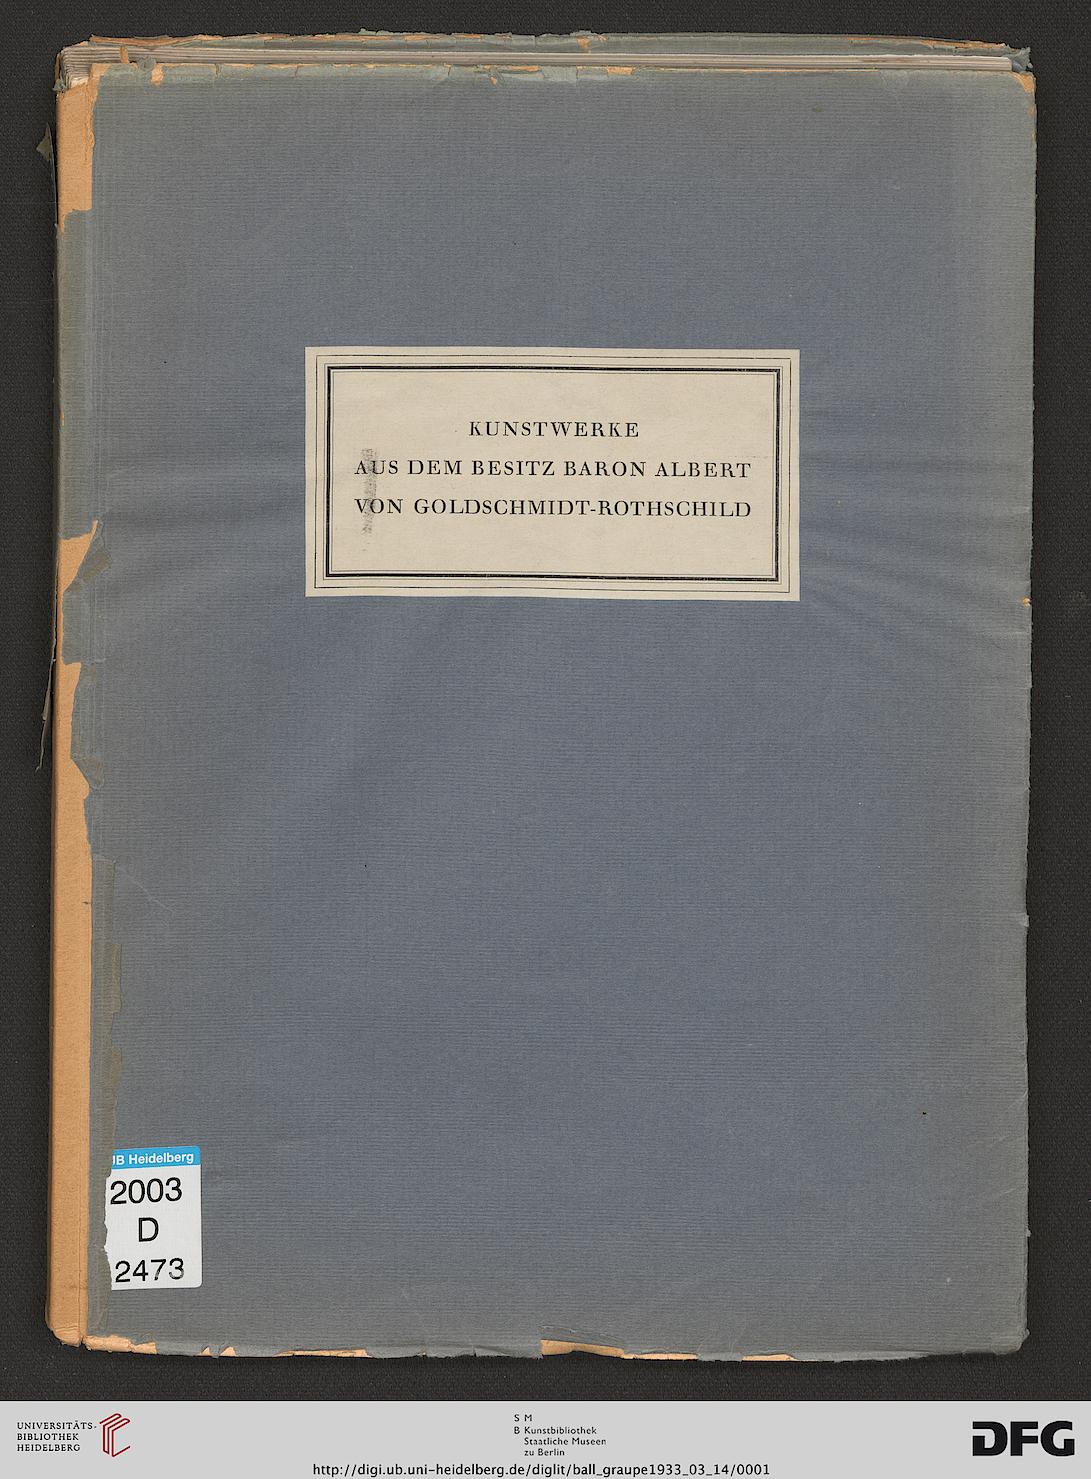 KUNSTWERKE
AUS DEM BESITZ BARON ALBERT
VON GOLDSCHMIDT-ROTHSCHILD
UB Heidelberg
2003
D
2473
UNIVERSITÄTS-
BIBLIOTHEK
HEIDELBERG
S M
B Kunstbibliothek
Staatliche Museen
zu Berlin
DFG
http://digi.ub.uni-heidelberg.de/diglit/ball_graupe1933_03_14/0001